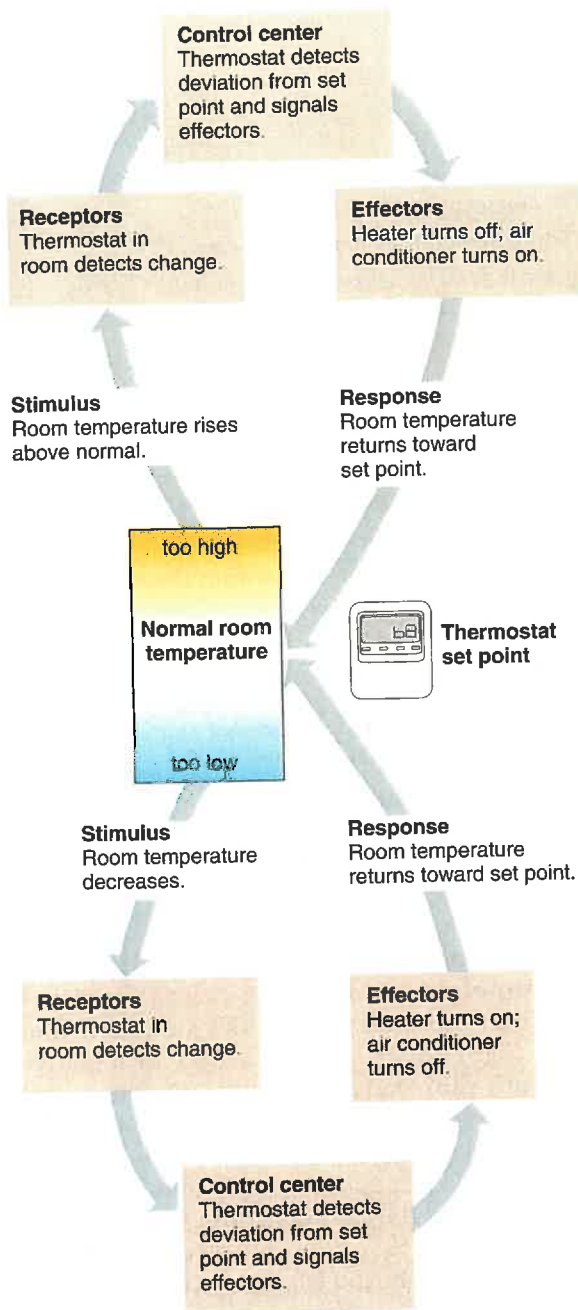 Control center
Thermostat detects
deviation from set
point and signals
effectors.
Receptors
Thermostat in
room detects change.
Effectors
Heater turns off; air
conditioner turns on.
Stimulus
Room temperature rises
above normal.
Response
Room temperature
returns toward
set point.
too high
Normal room
temperature
68
Thermostat
set point
too low
Stimulus
Room temperature
decreases.
Response
Room temperature
returns toward set point.
Receptors
Thermostat in
room detects change.
Effectors
Heater turns on;
air conditioner
turns off.
Control center
Thermostat detects
deviation from set
point and signals
effectors.